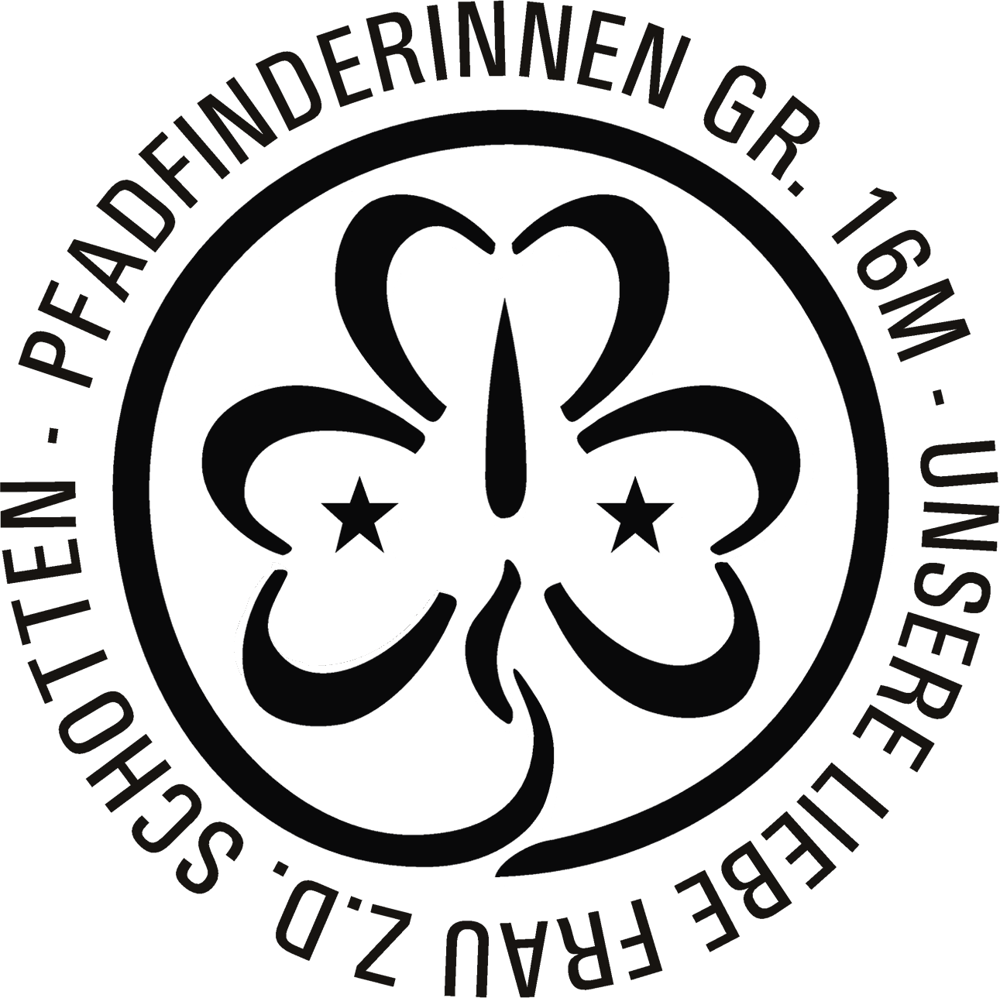 PFADFINDERINNEN GR. 16M - UNSERE LIEBE FRAU Z.D. SCHOTTEN -